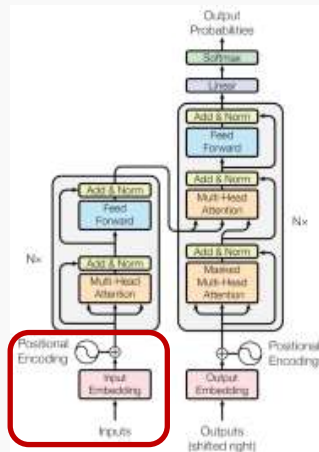 Output
Probabilities
Softmax
Linear
Add & Norm
Feed
Forward
Add & Norm
Multi-Head
Attention
Nx
Add & Norm
Masked
Multi-Head
Attention
Add & Norm
Feed
Forward
Nx
Add & Norm
Multi-Head
Attention
Positional
Encoding
Input
Embedding
Inputs
Positional
Encoding
Output
Embedding
Outputs
(shifted right)